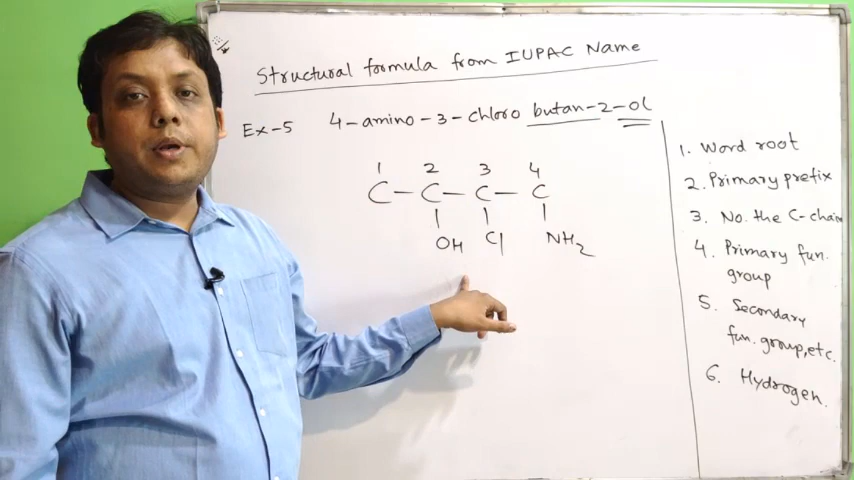 Structural formula from IUPAC Name
Ex-5 4-amino-3-chloro butan-2-ol
1 2 3 4
C-C-C-C
OH Cl NH2
1. Word root
2. Primary prefix
3. No. the C-chain
4. Primary fun.
group
5. Secondary
fun. group, etc.
6. Hydrogen.